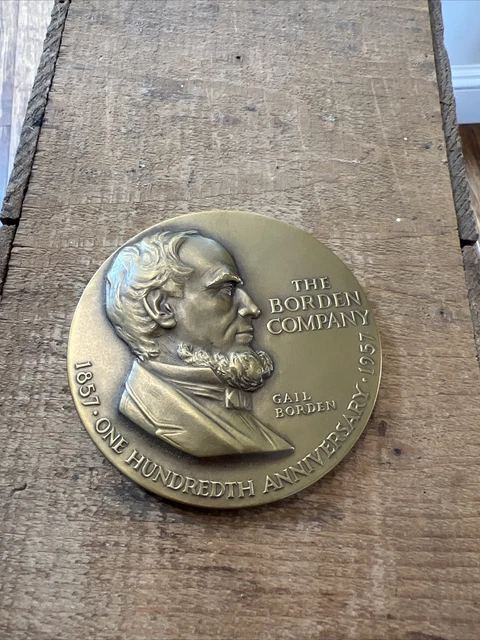 THE
BORDEN
COMPANY
GAIL
BORDEN
1857 · ONE HUNDREDTH ANNIVERSARY · 1957